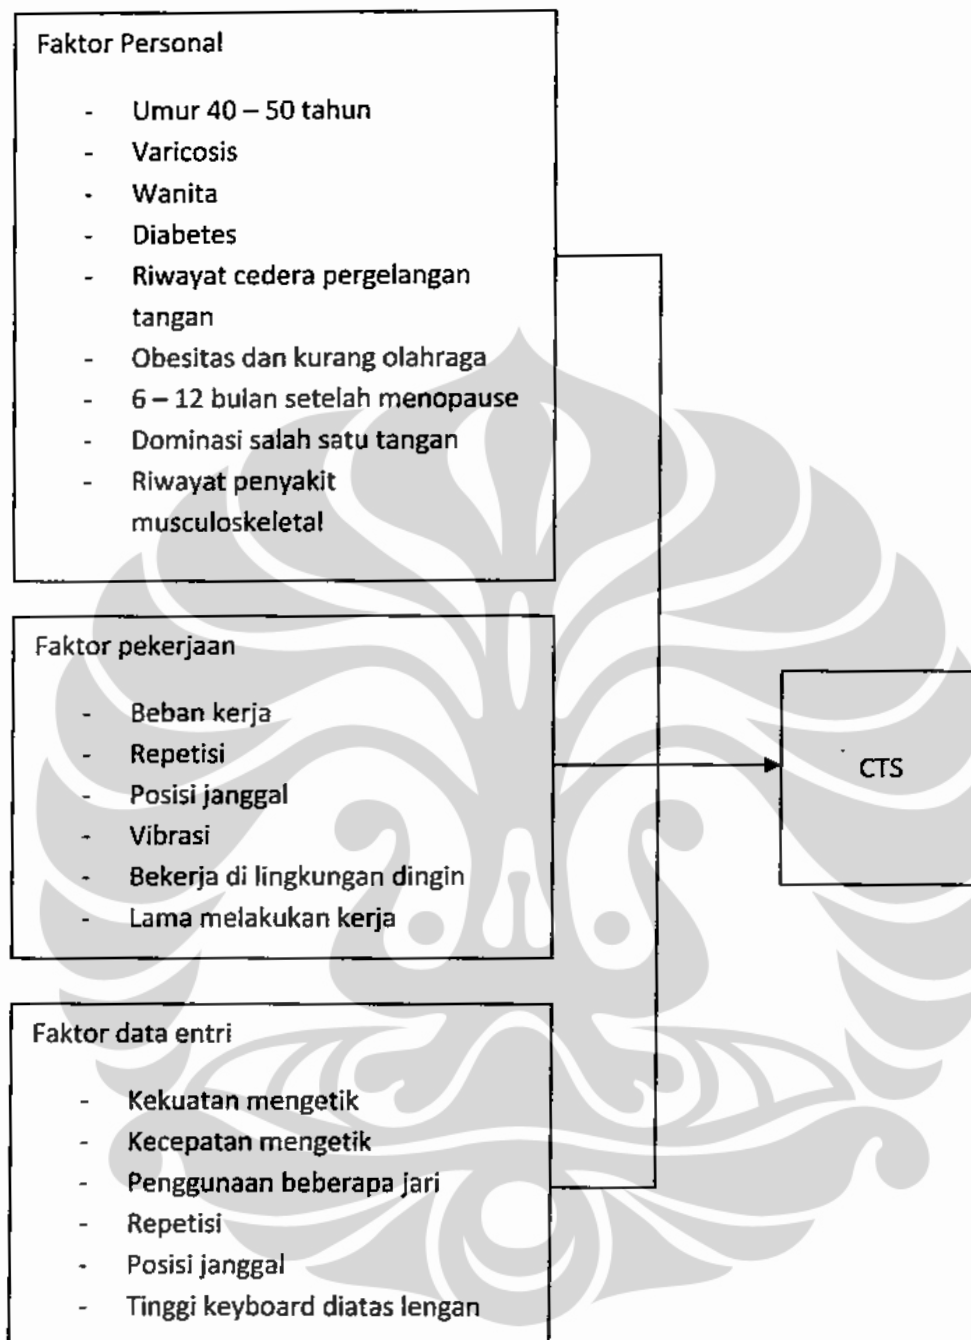 Faktor Personal
- Umur 40 – 50 tahun
- Varicosis
- Wanita
- Diabetes
- Riwayat cedera pergelangan
tangan
- Obesitas dan kurang olahraga
- 6 – 12 bulan setelah menopause
- Dominasi salah satu tangan
- Riwayat penyakit
musculoskeletal
Faktor pekerjaan
- Beban kerja
- Repetisi
- Posisi janggal
- Vibrasi
- Bekerja di lingkungan dingin
- Lama melakukan kerja
CTS
Faktor data entri
- Kekuatan mengetik
- Kecepatan mengetik
- Penggunaan beberapa jari
- Repetisi
- Posisi janggal
- Tinggi keyboard diatas lengan